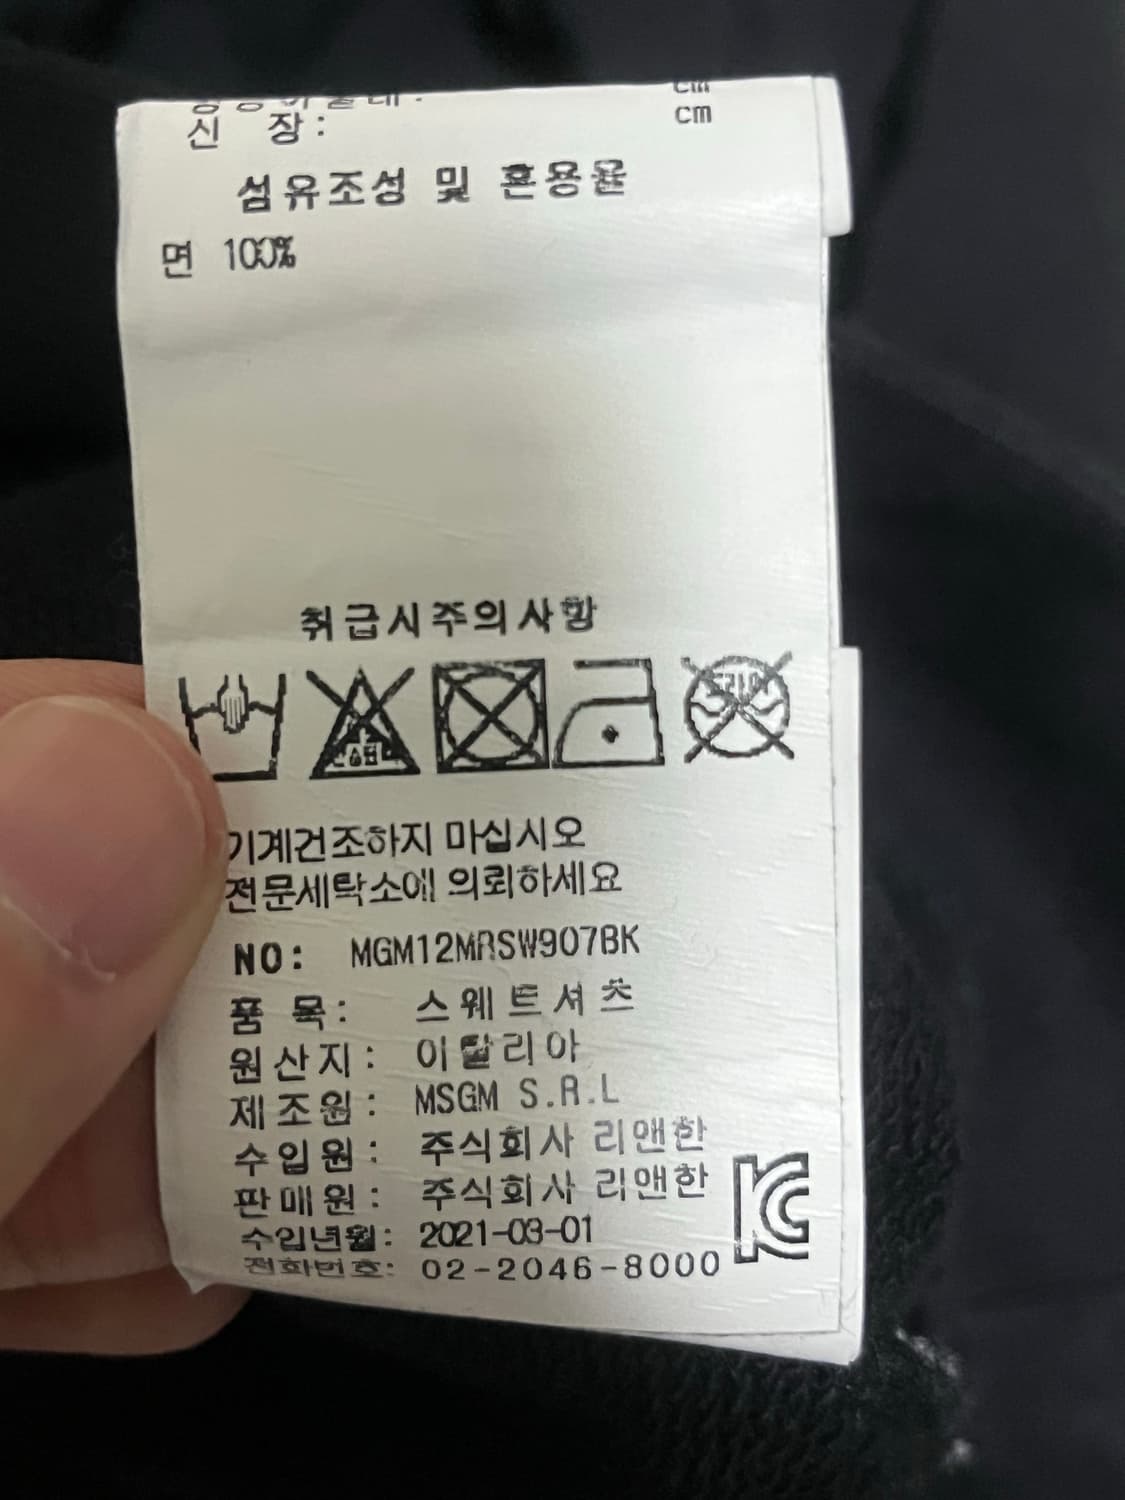 cm
신 장: cm
섬유조성 및 혼용율
면 100%
취급시주의사항
기계건조하지 마십시오
전문세탁소에 의뢰하세요
NO: MGM12MRSW907BK
품 목: 스웨트셔츠
원산지: 이탈리아
제조원: MSGM S.R.L
수입원: 주식회사 리앤한
판매원: 주식회사 리앤한
수입년월: 2021-03-01
전화번호: 02-2046-8000